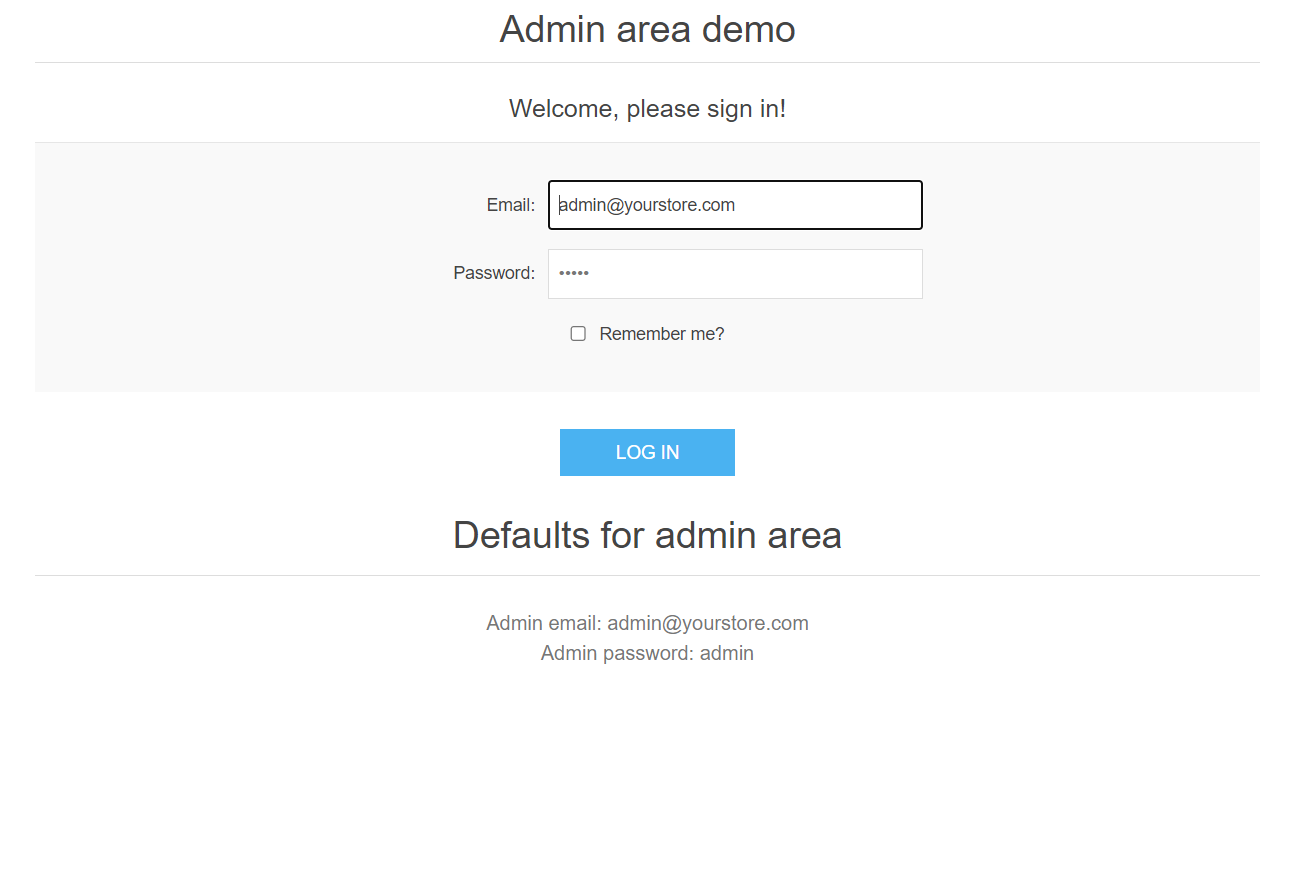 Admin area demo
Welcome, please sign in!
Email: admin@yourstore.com
Password: •••••
Remember me?
LOG IN
Defaults for admin area
Admin email: admin@yourstore.com
Admin password: admin